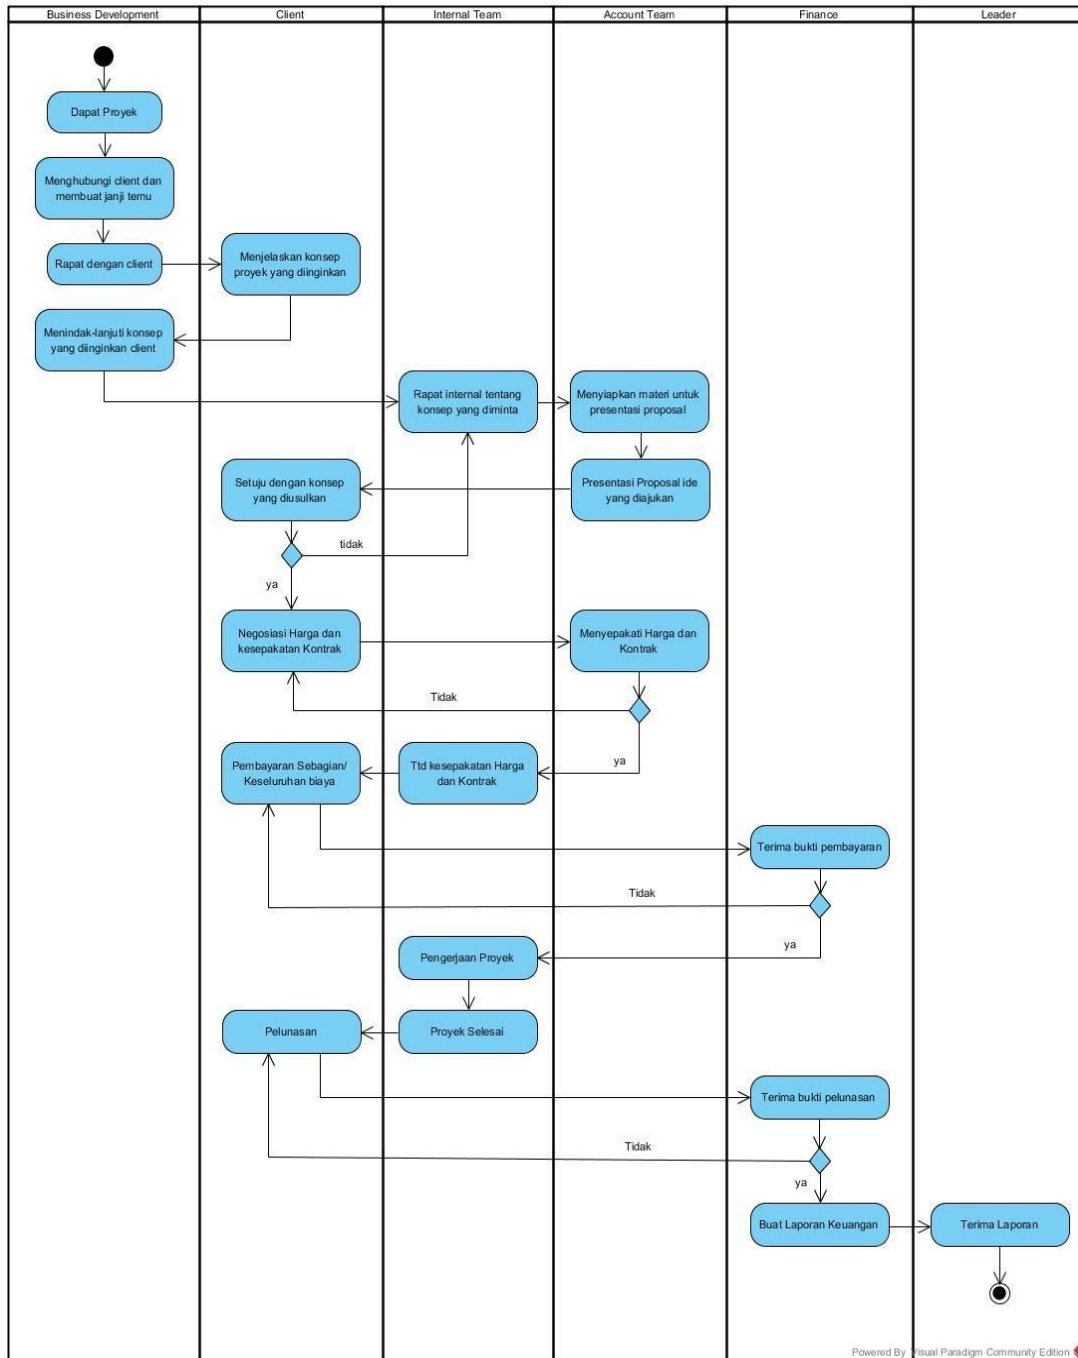 Business Development
Client
Internal Team
Account Team
Finance
Leader
Dapat Proyek
Menghubungi client dan
membuat janji temu
Rapat dengan client
Menjelaskan konsep
proyek yang diinginkan
Menindak-lanjuti konsep
yang diinginkan client
Rapat internal tentang
konsep yang diminta
Menyiapkan materi untuk
presentasi proposal
Setuju dengan konsep
yang diusulkan
Presentasi Proposal ide
yang diajukan
tidak
ya
Negosiasi Harga dan
kesepakatan Kontrak
Menyepakati Harga dan
Kontrak
Tidak
ya
Pembayaran Sebagian/
Keseluruhan biaya
Ttd kesepakatan Harga
dan Kontrak
Terima bukti pembayaran
Tidak
ya
Pengerjaan Proyek
Pelunasan
Proyek Selesai
Terima bukti pelunasan
Tidak
ya
Buat Laporan Keuangan
Terima Laporan
Powered By Visual Paradigm Community Edition